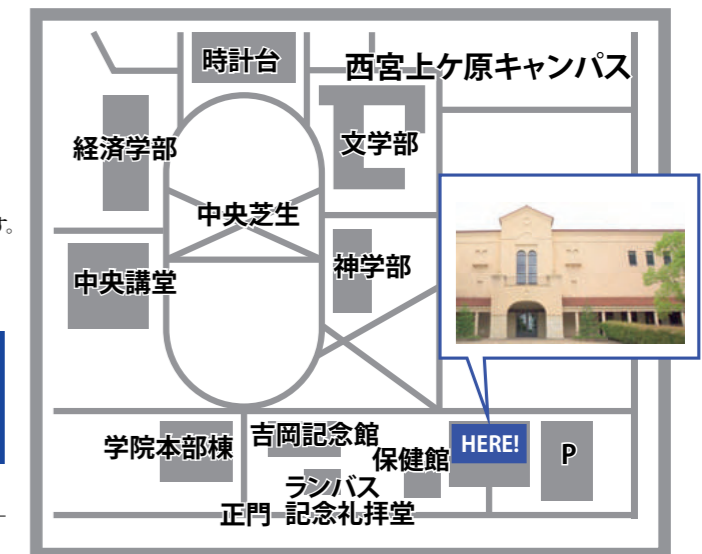 時計台
西宮上ケ原キャンパス
経済学部
文学部
中央芝生
す。
神学部
中央講堂
学院本部棟
吉岡記念館
保健館
HERE!
P
ランバス
正門 記念礼拝堂